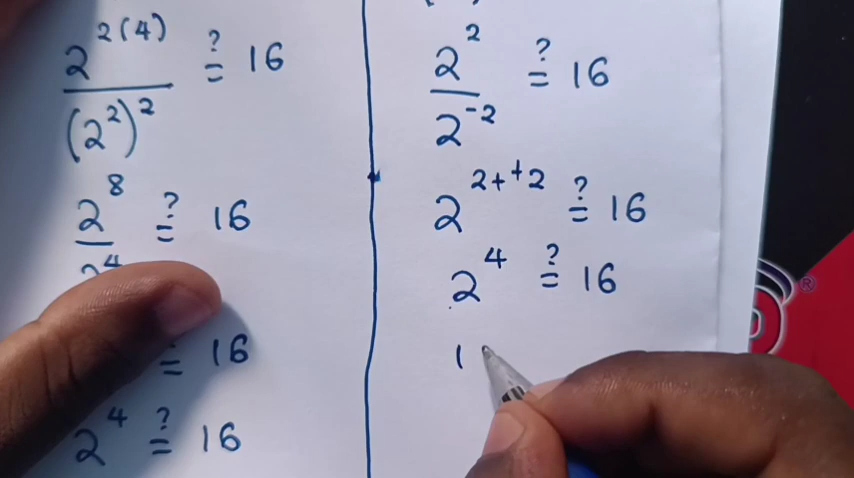 2^{2(4)} / (2^2)^2 ≟ 16
2^8 / 2^4 ≟ 16
= 16
2^4 ≟ 16
2^2 / 2^{-2} ≟ 16
2^{2++2} ≟ 16
2^4 ≟ 16
1
®